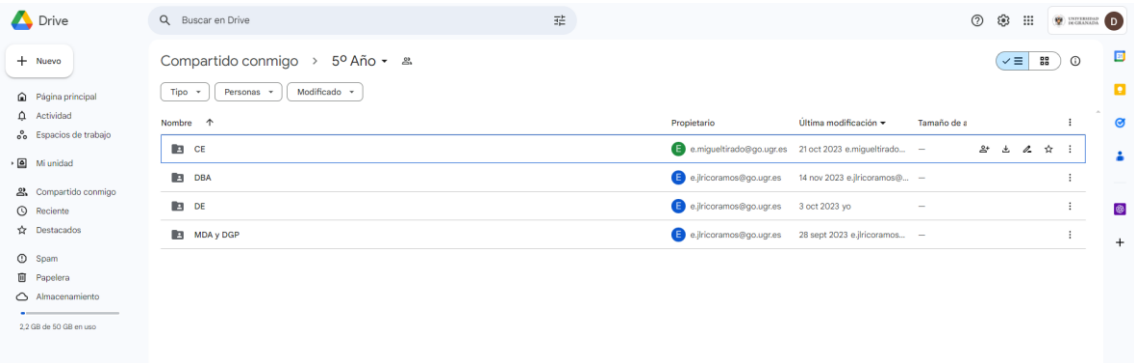 Drive
Buscar en Drive
UNIVERSIDAD DE GRANADA
D
Nuevo
Compartido conmigo > 5º Año
Tipo Personas Modificado
Página principal
Actividad
Espacios de trabajo
Mi unidad
Compartido conmigo
Reciente
Destacados
Spam
Papelera
Almacenamiento
2,2 GB de 50 GB en uso
Nombre Propietario Última modificación Tamaño de a
CE E e.migueltirado@go.ugr.es 21 oct 2023 e.migueltirado... —
DBA E e.jlricoramos@go.ugr.es 14 nov 2023 e.jlricoramos@... —
DE E e.jlricoramos@go.ugr.es 3 oct 2023 yo —
MDA y DGP E e.jlricoramos@go.ugr.es 28 sept 2023 e.jlricoramos... —